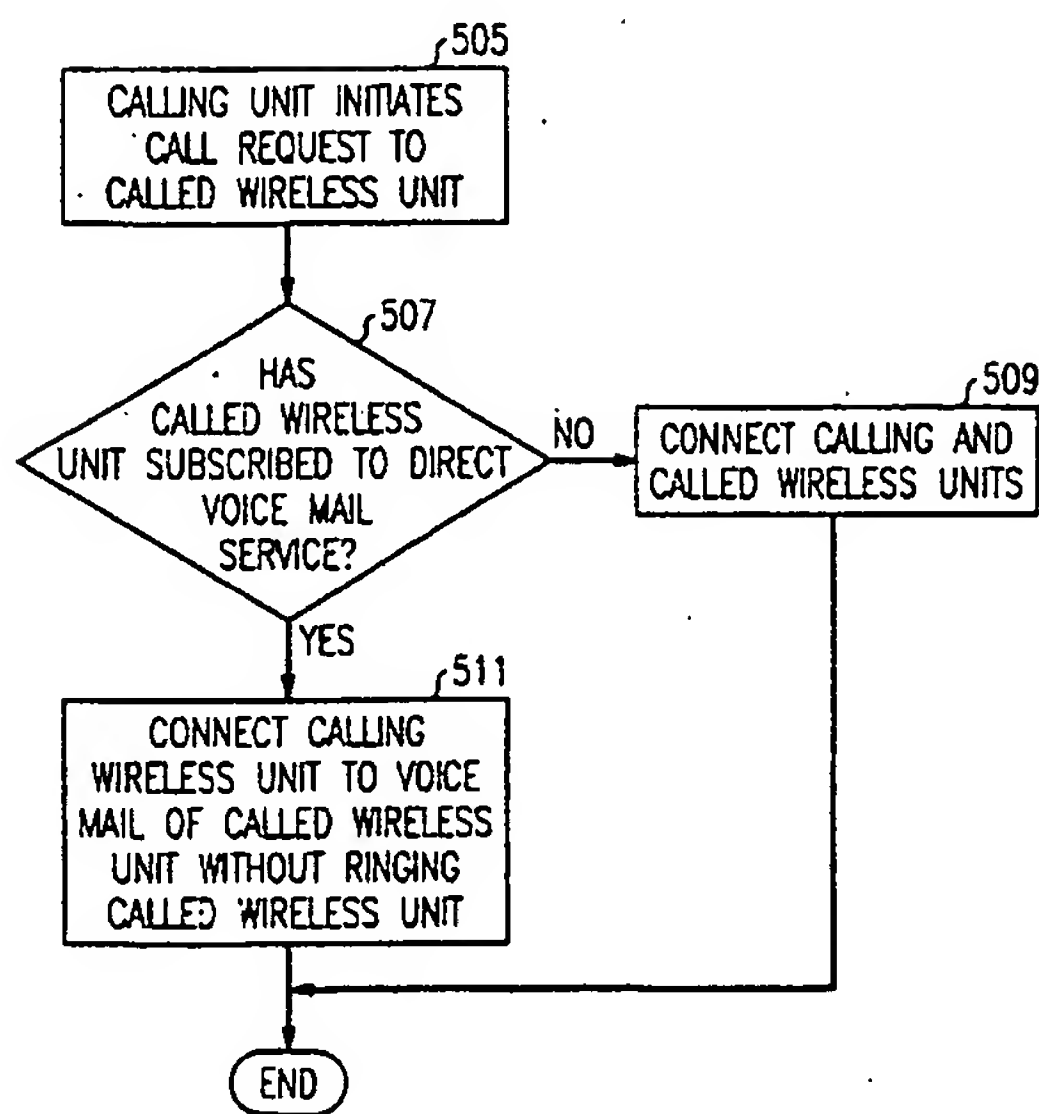 505
CALLING UNIT INITIATES
CALL REQUEST TO
CALLED WIRELESS UNIT
507
HAS
CALLED WIRELESS
UNIT SUBSCRIBED TO DIRECT
VOICE MAIL
SERVICE?
NO
509
CONNECT CALLING AND
CALLED WIRELESS UNITS
YES
511
CONNECT CALLING
WIRELESS UNIT TO VOICE
MAIL OF CALLED WIRELESS
UNIT WITHOUT RINGING
CALLED WIRELESS UNIT
END